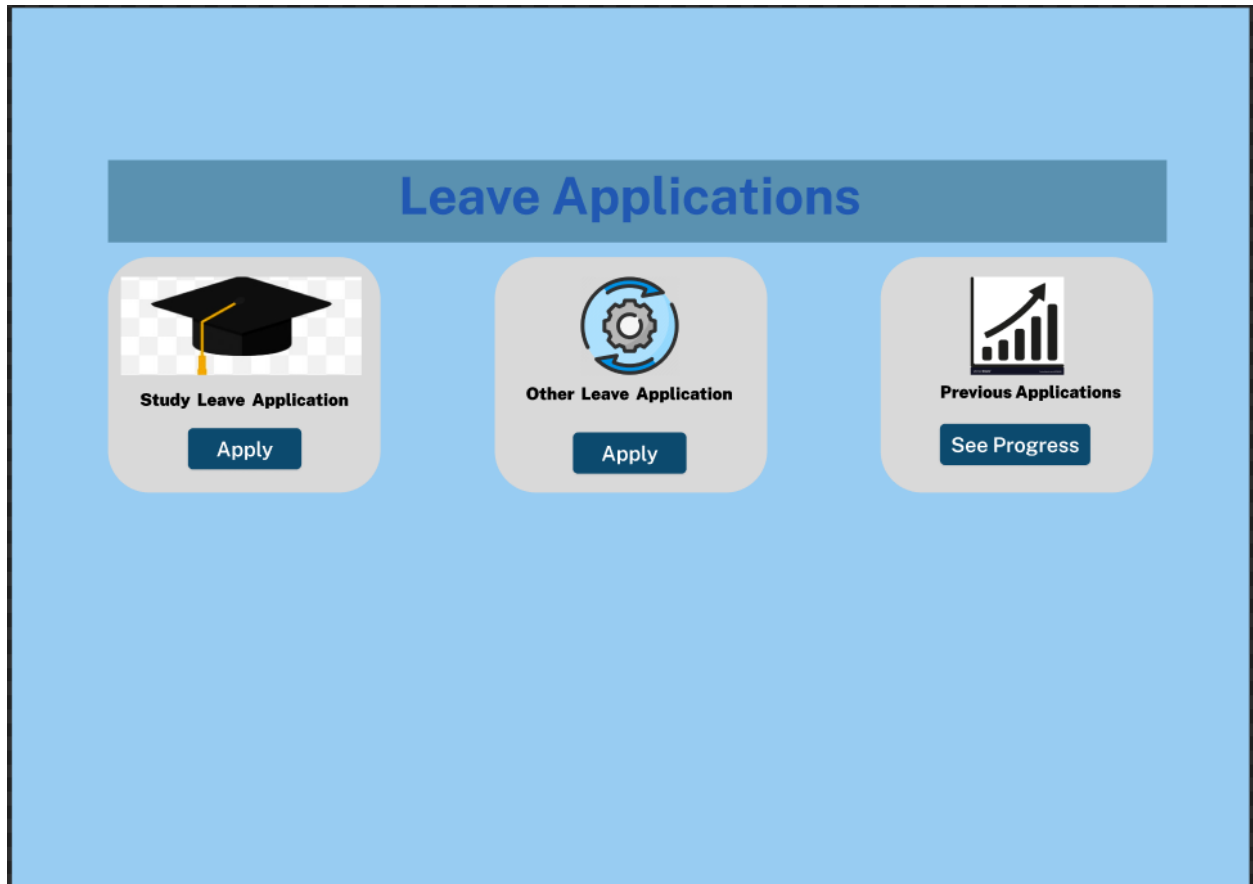 Leave Applications
Study Leave Application
Apply
Other Leave Application
Apply
Previous Applications
See Progress